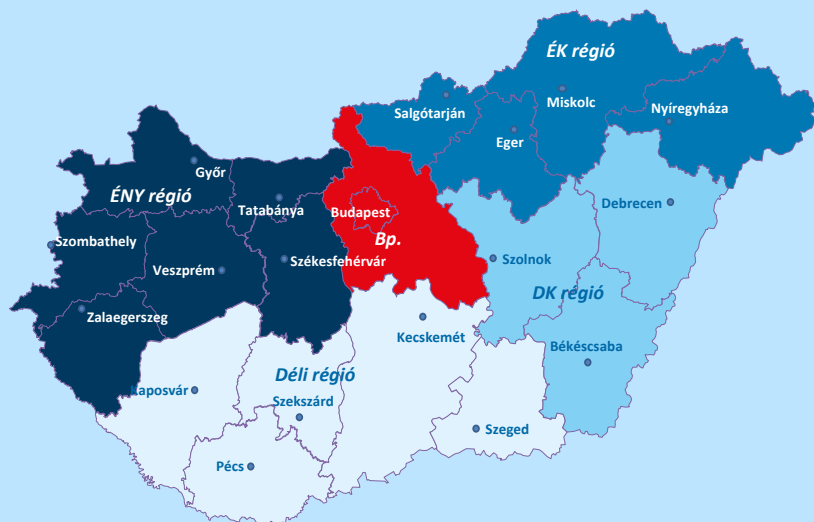 ÉK régió
Miskolc
Salgótarján
Nyíregyháza
Eger
Győr
ÉNY régió
Tatabánya
Debrecen
Budapest
Szombathely
Bp.
Székesfehérvár
Szolnok
Veszprém
DK régió
Zalaegerszeg
Kecskemét
Békéscsaba
Déli régió
Kaposvár
Szekszárd
Szeged
Pécs